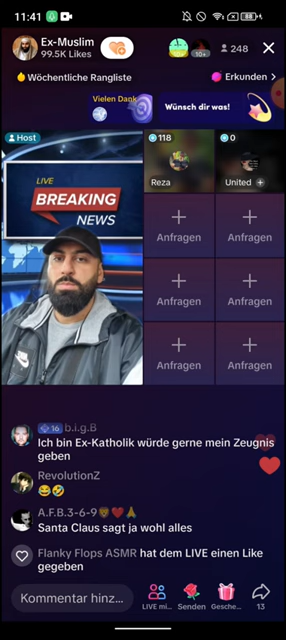 11:41
Ex-Muslim
99.5K Likes
10+
248
Wöchentliche Rangliste
Erkunden >
Vielen Dank
Wünsch dir was!
Host
118
0
LIVE
BREAKING
NEWS
Reza
United +
Anfragen
Anfragen
Anfragen
Anfragen
Anfragen
Anfragen
16 b.i.g.B
Ich bin Ex-Katholik würde gerne mein Zeugnis
geben
RevolutionZ
😂🤣
A.F.B.3-6-9🦁❤️🙏
Santa Claus sagt ja wohl alles
Flanky Flops ASMR hat dem LIVE einen Like
gegeben
Kommentar hinz...
LIVE mi...
Senden
Gesche...
13